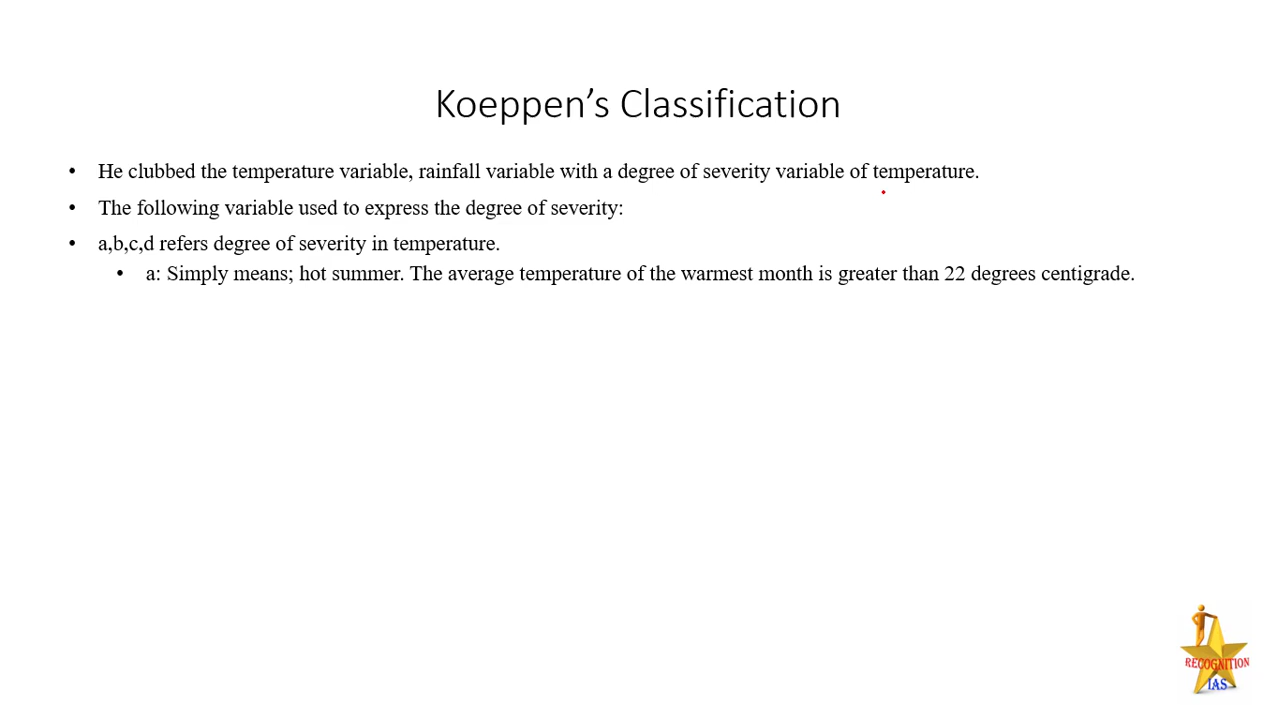 Koeppen’s Classification
• He clubbed the temperature variable, rainfall variable with a degree of severity variable of temperature.
• The following variable used to express the degree of severity:
• a,b,c,d refers degree of severity in temperature.
• a: Simply means; hot summer. The average temperature of the warmest month is greater than 22 degrees centigrade.
RECOGNITION
IAS